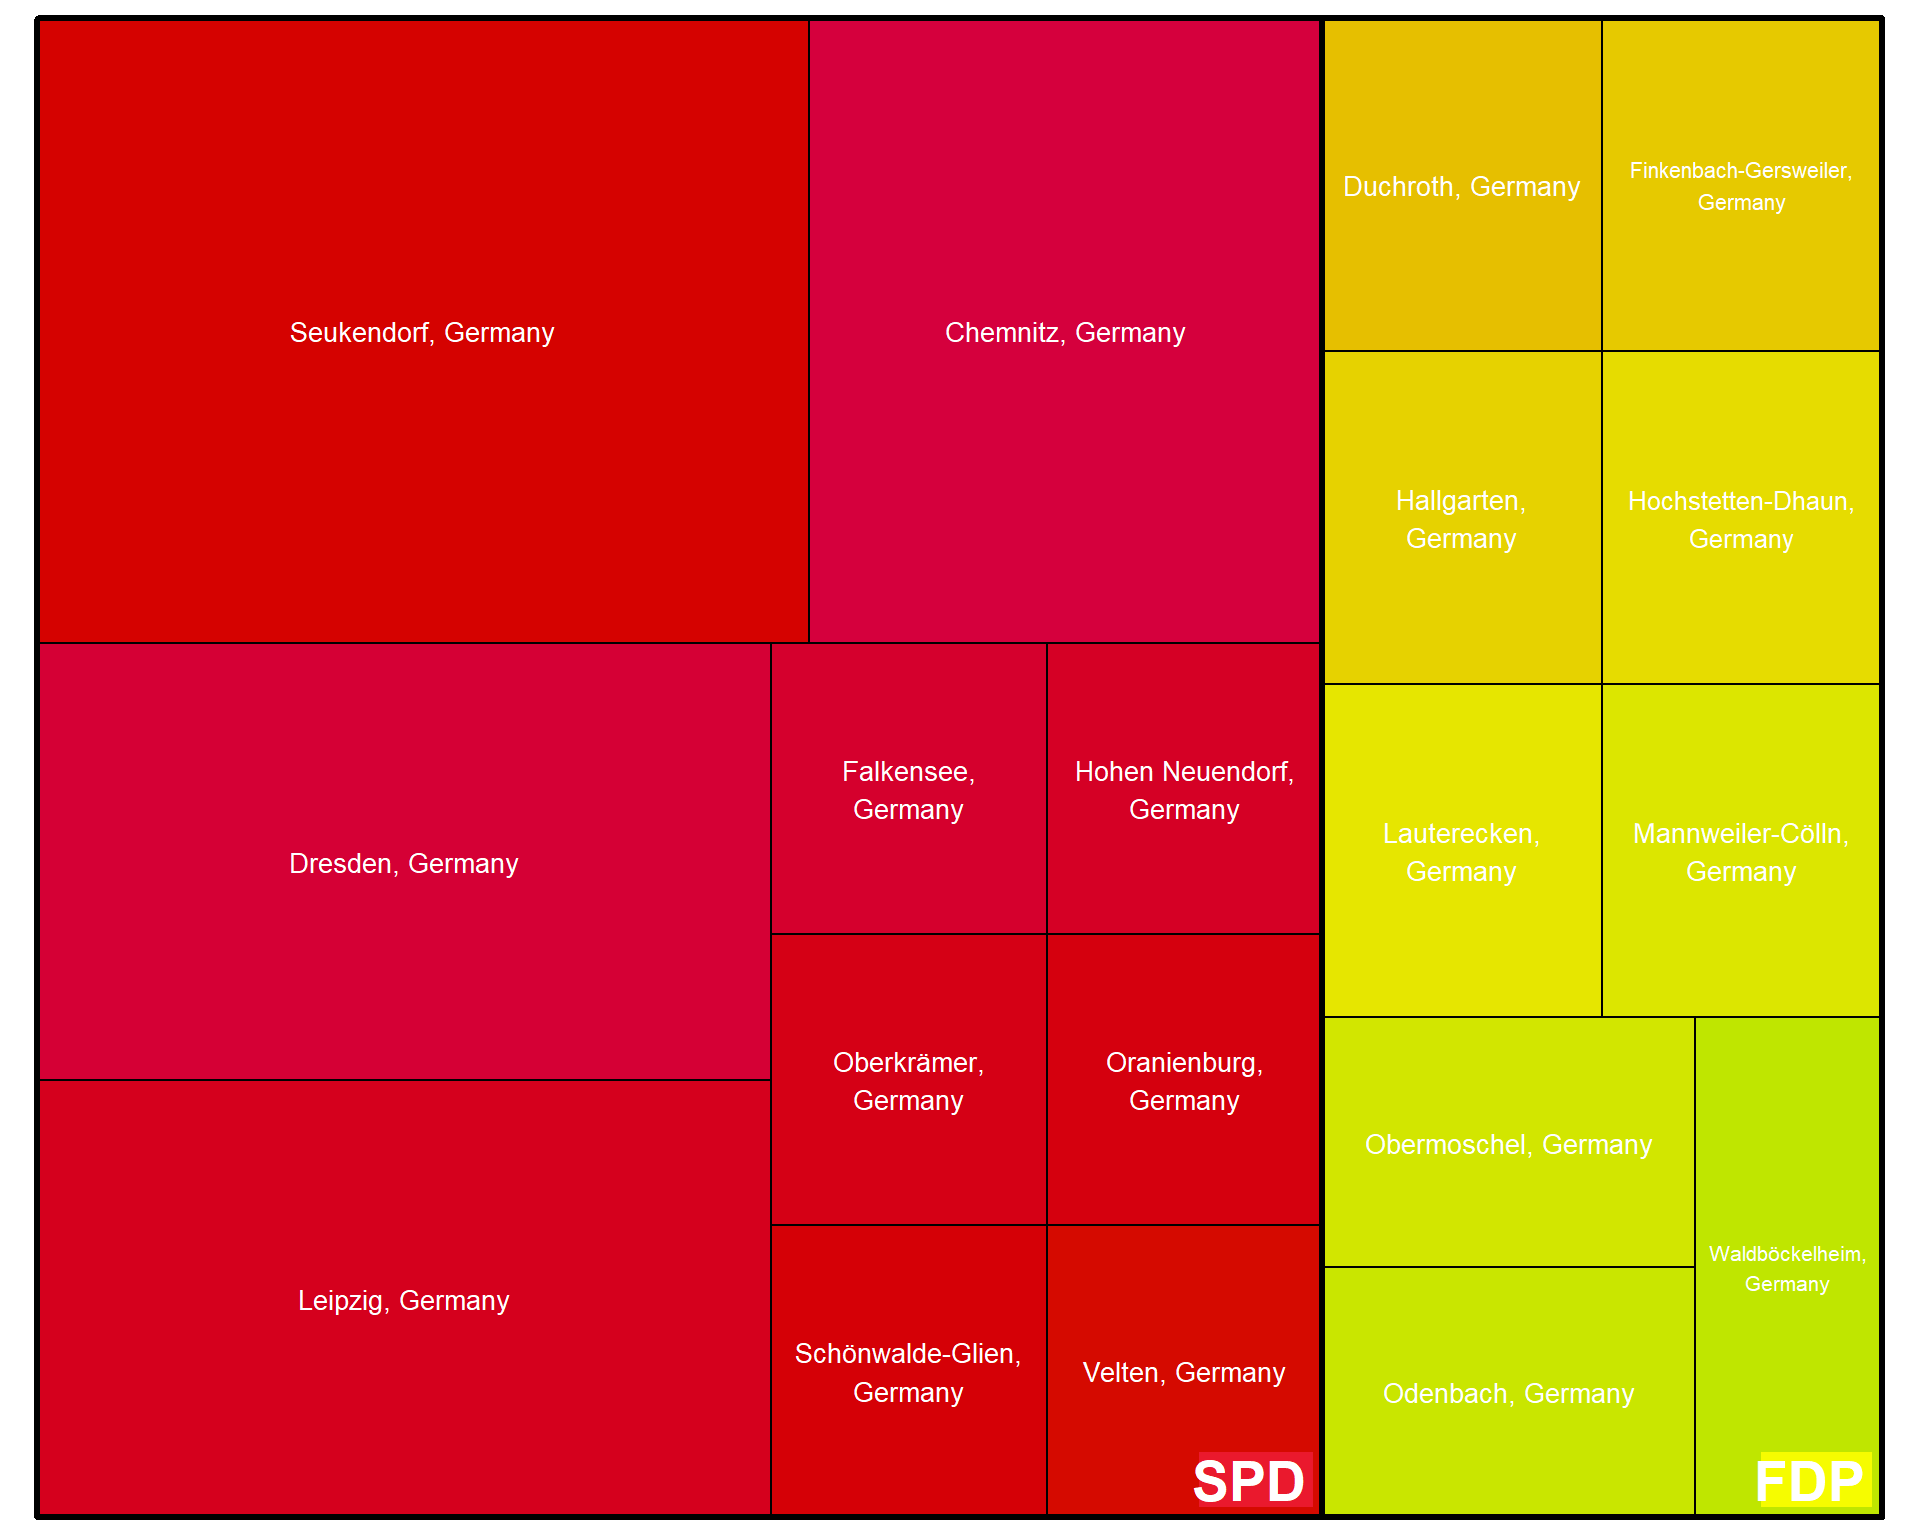 Seukendorf, Germany
Chemnitz, Germany
Dresden, Germany
Leipzig, Germany
Falkensee,
Germany
Hohen Neuendorf,
Germany
Oberkrämer,
Germany
Oranienburg,
Germany
Schönwalde-Glien,
Germany
Velten, Germany
SPD
Duchroth, Germany
Finkenbach-Gersweiler,
Germany
Hallgarten,
Germany
Hochstetten-Dhaun,
Germany
Lauterecken,
Germany
Mannweiler-Cölln,
Germany
Obermoschel, Germany
Odenbach, Germany
Waldböckelheim,
Germany
FDP